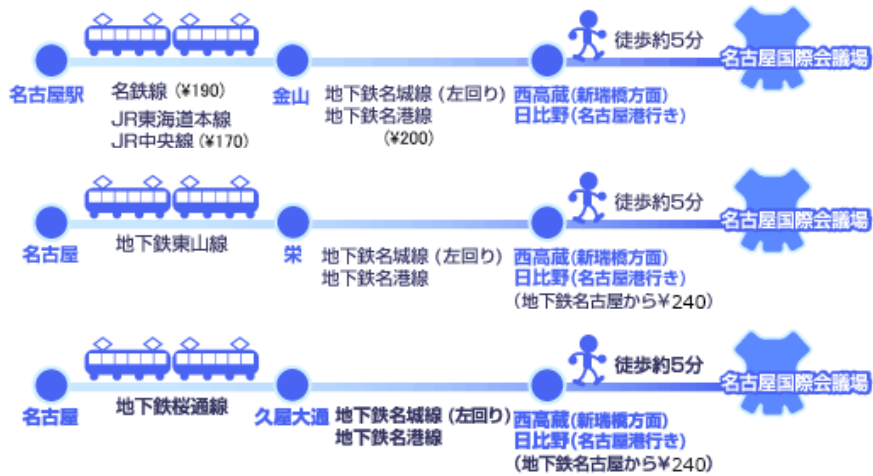 徒歩約5分
名古屋国際会議場
名古屋駅
名鉄線 (¥190)
JR東海道本線
JR中央線 (¥170)
金山
地下鉄名城線 (左回り)
地下鉄名港線
(¥200)
西高蔵(新瑞橋方面)
日比野(名古屋港行き)
徒歩約5分
名古屋国際会議場
名古屋
地下鉄東山線
栄
地下鉄名城線 (左回り)
地下鉄名港線
西高蔵(新瑞橋方面)
日比野(名古屋港行き)
(地下鉄名古屋から¥240)
徒歩約5分
名古屋国際会議場
名古屋
地下鉄桜通線
久屋大通
地下鉄名城線 (左回り)
地下鉄名港線
西高蔵(新瑞橋方面)
日比野(名古屋港行き)
(地下鉄名古屋から¥240)